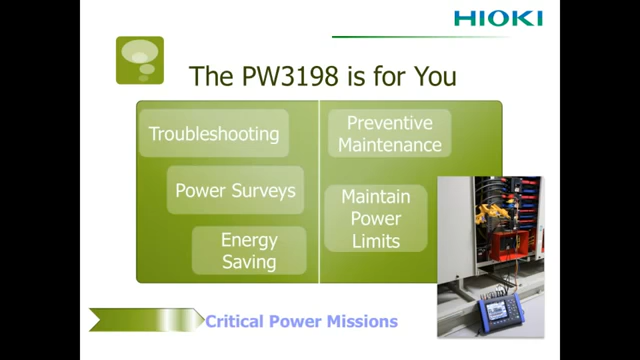 HIOKI
The PW3198 is for You
Troubleshooting
Preventive
Maintenance
Power Surveys
Maintain
Power
Limits
Energy
Saving
Critical Power Missions